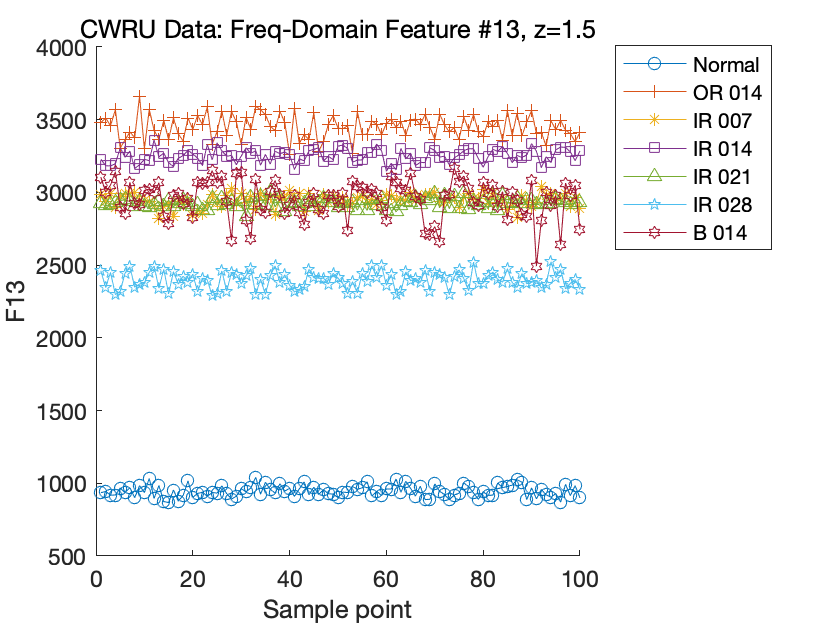 CWRU Data: Freq-Domain Feature #13, z=1.5
4000
3500
3000
2500
2000
1500
1000
500
F13
0 20 40 60 80 100
Sample point
Normal
OR 014
IR 007
IR 014
IR 021
IR 028
B 014